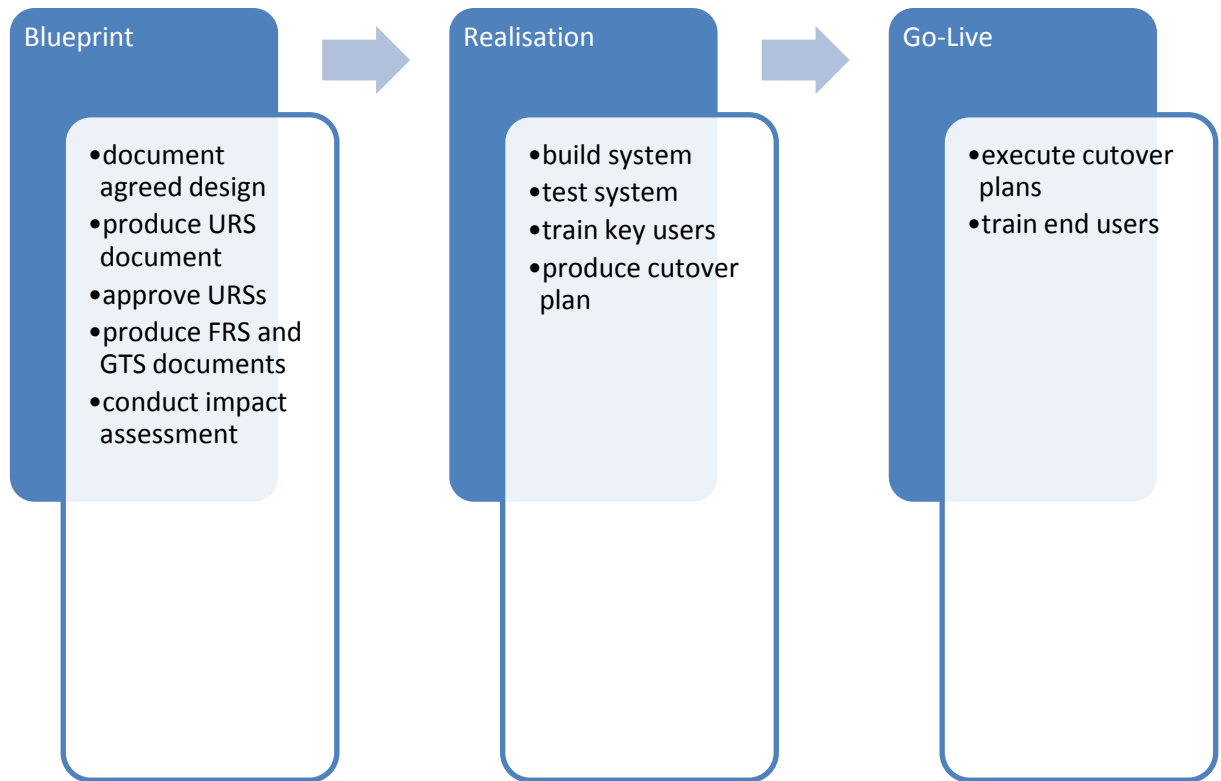 Blueprint
•document
agreed design
•produce URS
document
•approve URSs
•produce FRS and
GTS documents
•conduct impact
assessment
Realisation
•build system
•test system
•train key users
•produce cutover
plan
Go-Live
•execute cutover
plans
•train end users